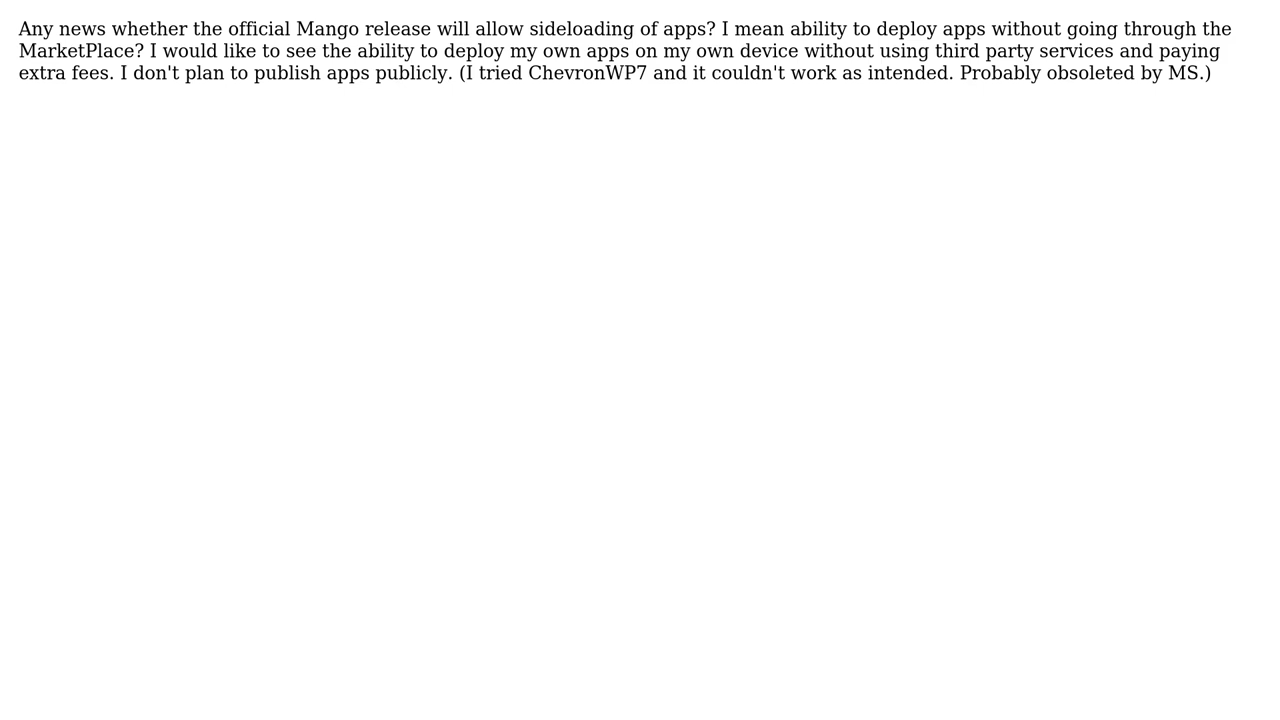 Any news whether the official Mango release will allow sideloading of apps? I mean ability to deploy apps without going through the
MarketPlace? I would like to see the ability to deploy my own apps on my own device without using third party services and paying
extra fees. I don't plan to publish apps publicly. (I tried ChevronWP7 and it couldn't work as intended. Probably obsoleted by MS.)